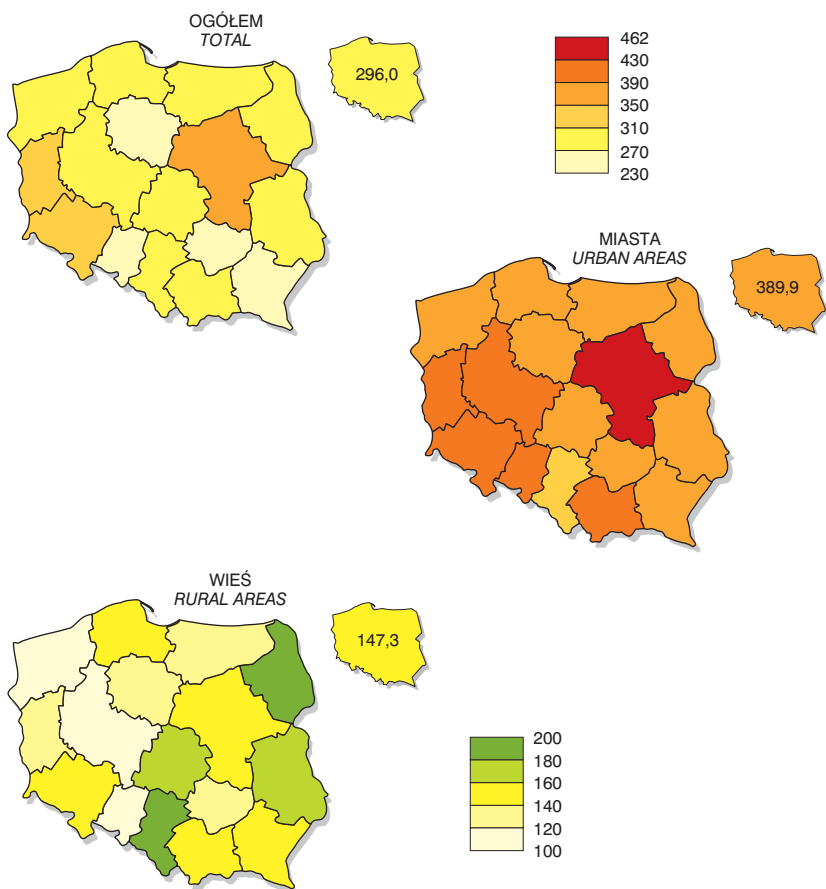 OGÓŁEM
TOTAL
296,0
462
430
390
350
310
270
230
MIASTA
URBAN AREAS
389,9
WIEŚ
RURAL AREAS
147,3
200
180
160
140
120
100